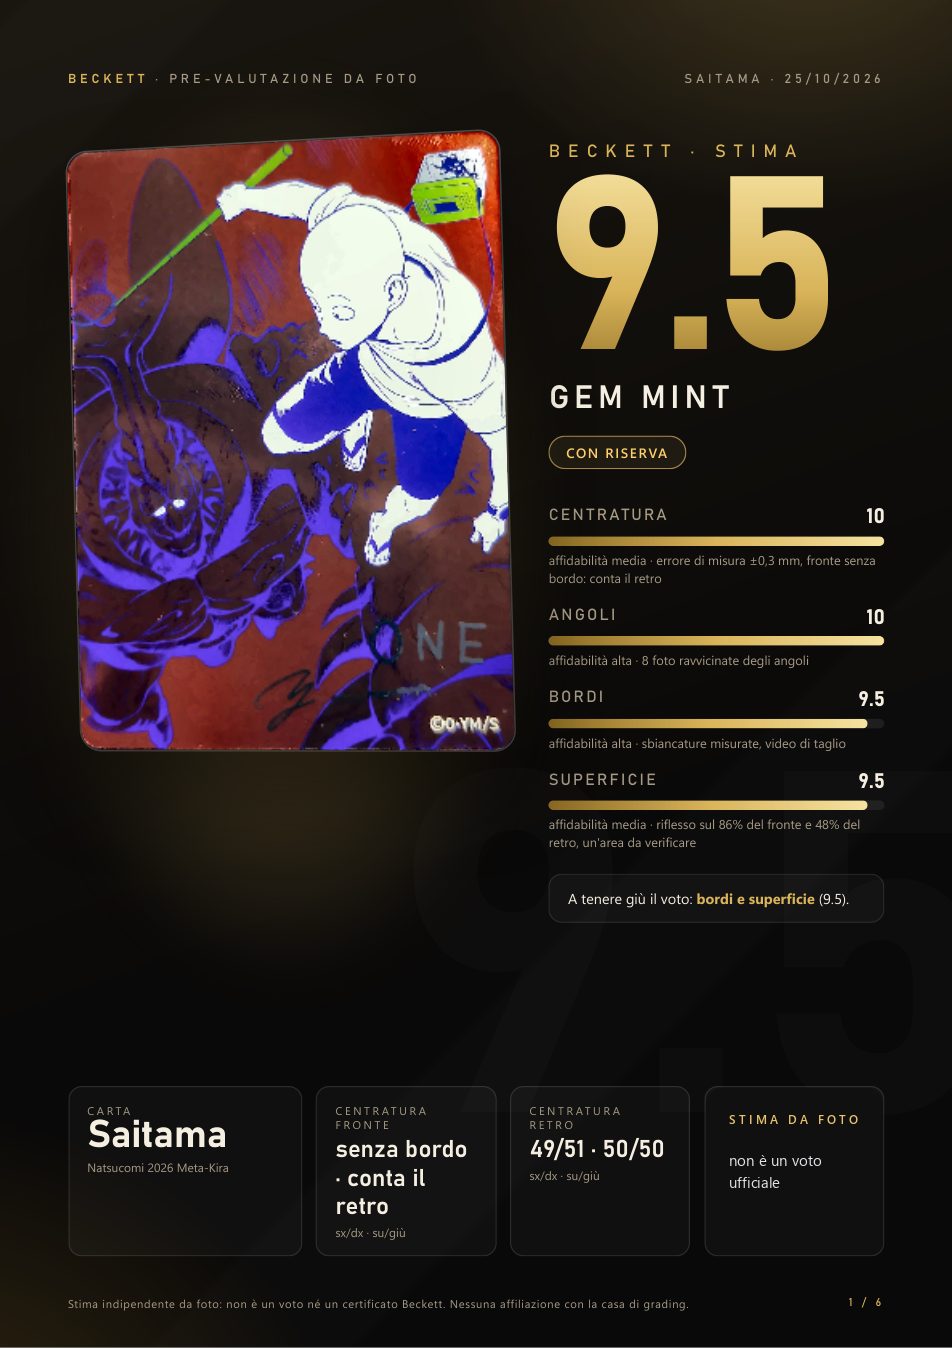 BECKETT · PRE-VALUTAZIONE DA FOTO
SAITAMA · 25/10/2026
BECKETT · STIMA
9.5
GEM MINT
CON RISERVA
CENTRATURA 10
affidabilità media · errore di misura ±0,3 mm, fronte senza
bordo: conta il retro
ANGOLI 10
affidabilità alta · 8 foto ravvicinate degli angoli
BORDI 9.5
affidabilità alta · sbiancature misurate, video di taglio
SUPERFICIE 9.5
affidabilità media · riflesso sul 86% del fronte e 48% del
retro, un'area da verificare
A tenere giù il voto: bordi e superficie (9.5).
ONE
©O·YM/S
9.5
CARTA
Saitama
Natsucomi 2026 Meta-Kira
CENTRATURA
FRONTE
senza bordo
· conta il
retro
sx/dx · su/giù
CENTRATURA
RETRO
49/51 · 50/50
sx/dx · su/giù
STIMA DA FOTO
non è un voto
ufficiale
Stima indipendente da foto: non è un voto né un certificato Beckett. Nessuna affiliazione con la casa di grading.
1 / 6